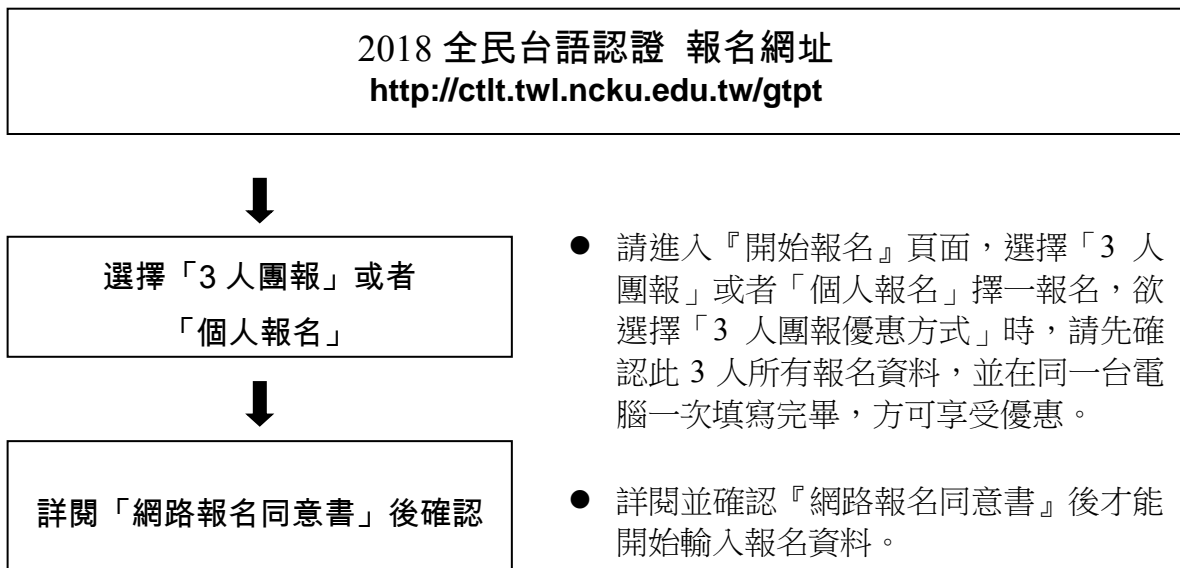 2018 全民台語認證 報名網址
http://ctlt.twl.ncku.edu.tw/gtpt
選擇「3 人團報」或者
「個人報名」
● 請進入『開始報名』頁面，選擇「3 人
團報」或者「個人報名」擇一報名，欲
選擇「3 人團報優惠方式」時，請先確
認此 3 人所有報名資料，並在同一台電
腦一次填寫完畢，方可享受優惠。
詳閱「網路報名同意書」後確認
● 詳閱並確認『網路報名同意書』後才能
開始輸入報名資料。